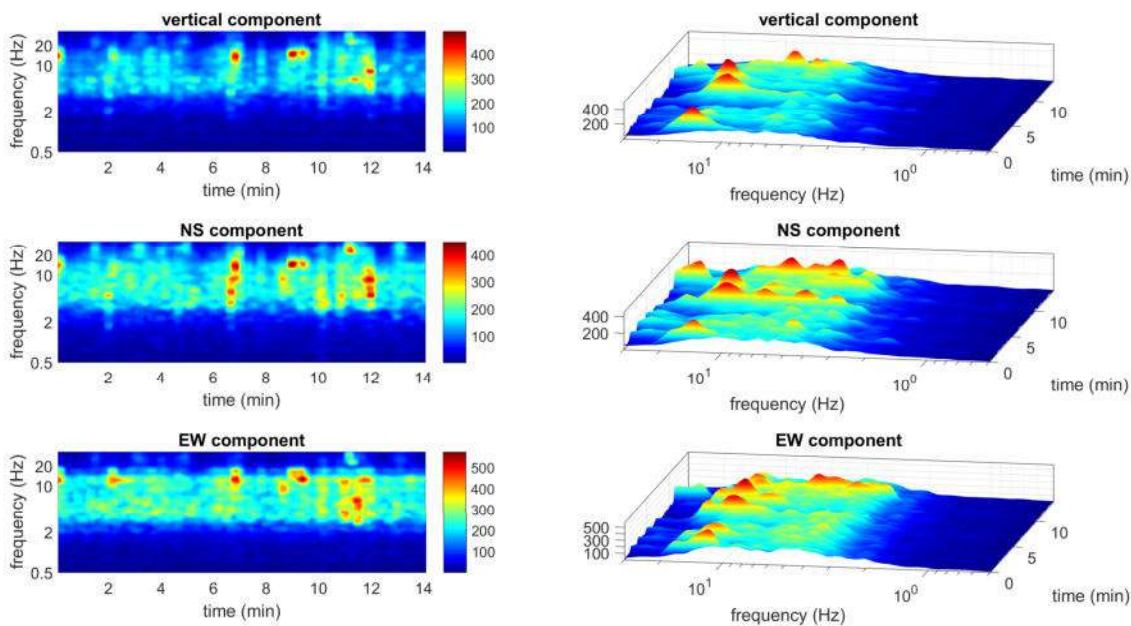 vertical component
20
10
2
0.5
frequency (Hz)
2 4 6 8 10 12 14
time (min)
400
300
200
100
vertical component
400
200
10¹ 10⁰
0
5
10
frequency (Hz)
time (min)
NS component
20
10
2
0.5
frequency (Hz)
2 4 6 8 10 12 14
time (min)
400
300
200
100
NS component
400
200
10¹ 10⁰
0
5
10
frequency (Hz)
time (min)
EW component
20
10
2
0.5
frequency (Hz)
2 4 6 8 10 12 14
time (min)
500
400
300
200
100
EW component
500
300
100
10¹ 10⁰
0
5
10
frequency (Hz)
time (min)